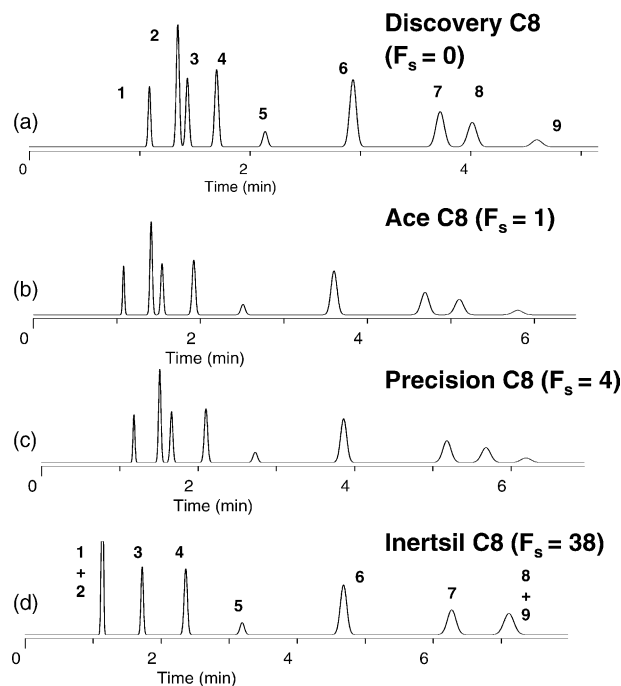 Discovery C8
(Fs = 0)
1 2 3 4 5 6 7 8 9
(a)
0 2 4
Time (min)
Ace C8 (Fs = 1)
(b)
0 2 4 6
Time (min)
Precision C8 (Fs = 4)
(c)
0 2 4 6
Time (min)
Inertsil C8 (Fs = 38)
1 + 2 3 4 5 6 7 8 + 9
(d)
0 2 4 6
Time (min)